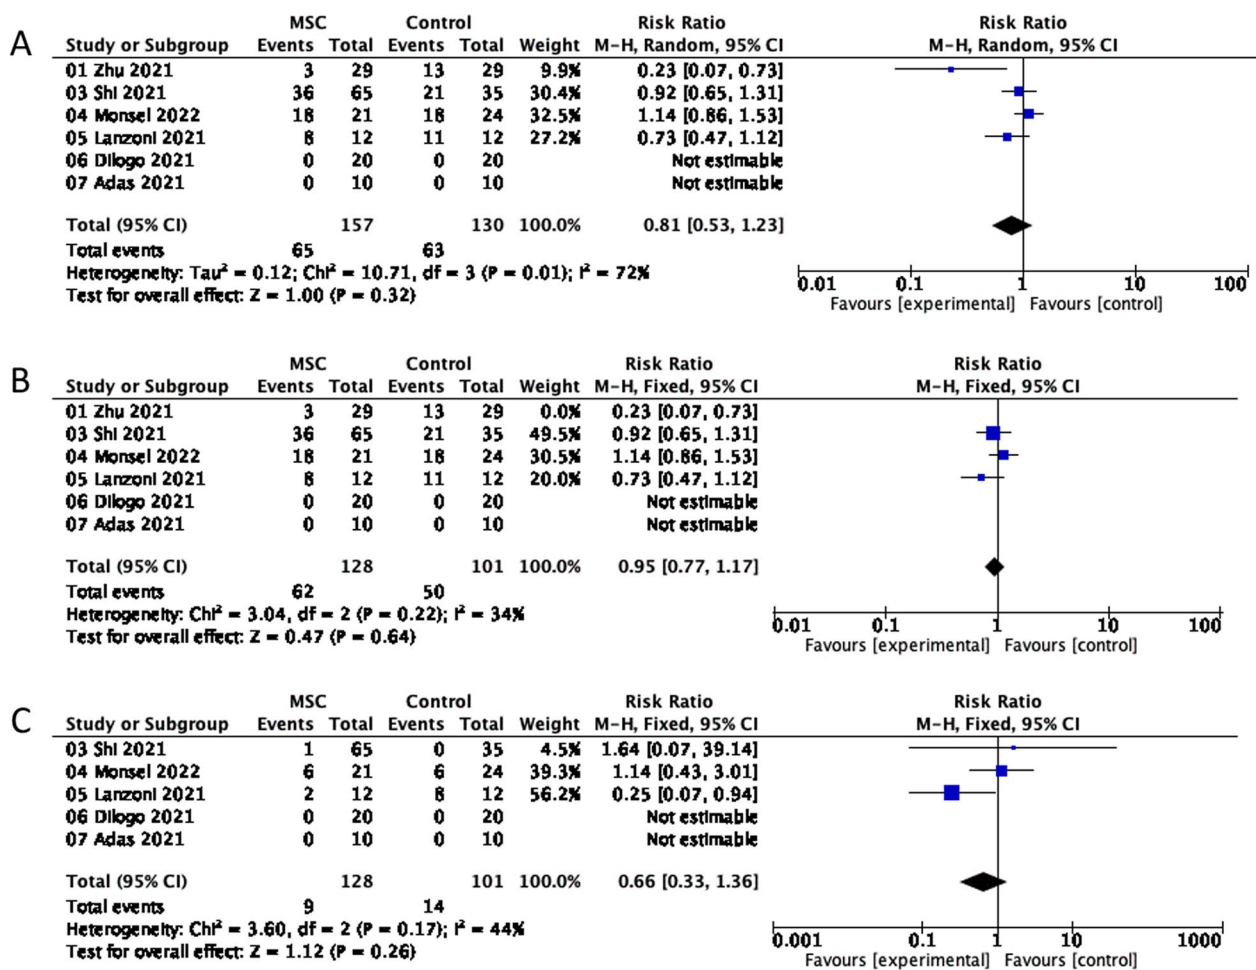 A
MSC Control Risk Ratio Risk Ratio
Study or Subgroup Events Total Events Total Weight M-H, Random, 95% CI M-H, Random, 95% CI
01 Zhu 2021 3 29 13 29 9.9% 0.23 [0.07, 0.73]
03 Shi 2021 36 65 21 35 30.4% 0.92 [0.65, 1.31]
04 Monsel 2022 18 21 18 24 32.5% 1.14 [0.86, 1.53]
05 Lanzoni 2021 8 12 11 12 27.2% 0.73 [0.47, 1.12]
06 Dilogo 2021 0 20 0 20 Not estimable
07 Adas 2021 0 10 0 10 Not estimable
Total (95% CI) 157 130 100.0% 0.81 [0.53, 1.23]
Total events 65 63
Heterogeneity: Tau² = 0.12; Chi² = 10.71, df = 3 (P = 0.01); I² = 72%
Test for overall effect: Z = 1.00 (P = 0.32)
0.01 0.1 1 10 100
Favours [experimental] Favours [control]
B
MSC Control Risk Ratio Risk Ratio
Study or Subgroup Events Total Events Total Weight M-H, Fixed, 95% CI M-H, Fixed, 95% CI
01 Zhu 2021 3 29 13 29 0.0% 0.23 [0.07, 0.73]
03 Shi 2021 36 65 21 35 49.5% 0.92 [0.65, 1.31]
04 Monsel 2022 18 21 18 24 30.5% 1.14 [0.86, 1.53]
05 Lanzoni 2021 8 12 11 12 20.0% 0.73 [0.47, 1.12]
06 Dilogo 2021 0 20 0 20 Not estimable
07 Adas 2021 0 10 0 10 Not estimable
Total (95% CI) 128 101 100.0% 0.95 [0.77, 1.17]
Total events 62 50
Heterogeneity: Chi² = 3.04, df = 2 (P = 0.22); I² = 34%
Test for overall effect: Z = 0.47 (P = 0.64)
0.01 0.1 1 10 100
Favours [experimental] Favours [control]
C
MSC Control Risk Ratio Risk Ratio
Study or Subgroup Events Total Events Total Weight M-H, Fixed, 95% CI M-H, Fixed, 95% CI
03 Shi 2021 1 65 0 35 4.5% 1.64 [0.07, 39.14]
04 Monsel 2022 6 21 6 24 39.3% 1.14 [0.43, 3.01]
05 Lanzoni 2021 2 12 8 12 56.2% 0.25 [0.07, 0.94]
06 Dilogo 2021 0 20 0 20 Not estimable
07 Adas 2021 0 10 0 10 Not estimable
Total (95% CI) 128 101 100.0% 0.66 [0.33, 1.36]
Total events 9 14
Heterogeneity: Chi² = 3.60, df = 2 (P = 0.17); I² = 44%
Test for overall effect: Z = 1.12 (P = 0.26)
0.001 0.1 1 10 1000
Favours [experimental] Favours [control]